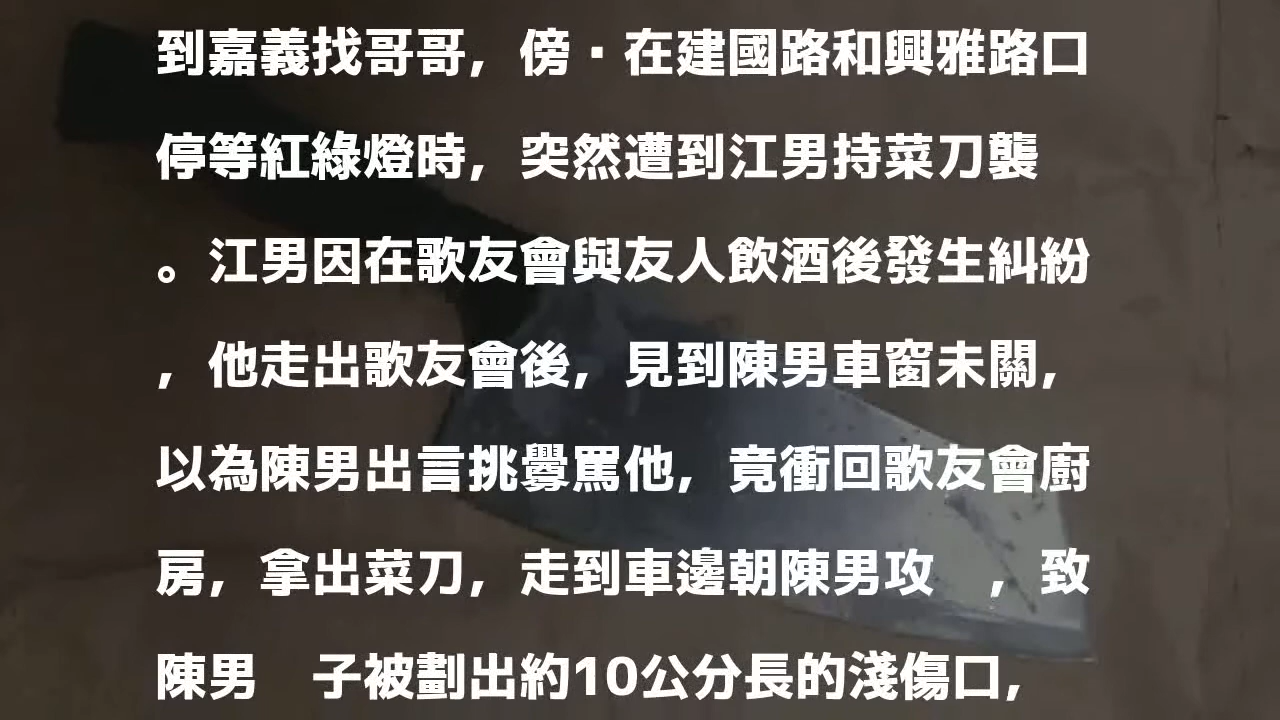 到嘉義找哥哥，傍·在建國路和興雅路口
停等紅綠燈時，突然遭到江男持菜刀襲
。江男因在歌友會與友人飲酒後發生糾紛
，他走出歌友會後，見到陳男車窗未關，
以為陳男出言挑釁罵他，竟衝回歌友會廚
房，拿出菜刀，走到車邊朝陳男攻　，致
陳男　子被劃出約10公分長的淺傷口，